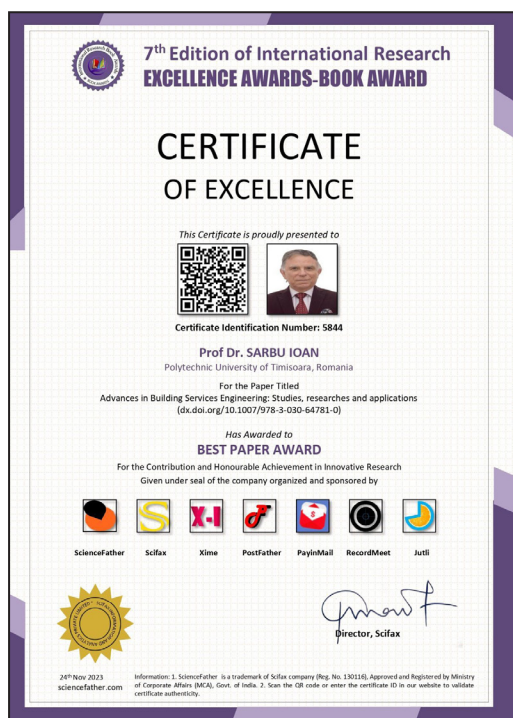 7th Edition of International Research
EXCELLENCE AWARDS-BOOK AWARD
CERTIFICATE
OF EXCELLENCE
This Certificate is proudly presented to
Certificate Identification Number: 5844
Prof Dr. SARBU IOAN
Polytechnic University of Timisoara, Romania
For the Paper Titled
Advances in Building Services Engineering: Studies, researches and applications
(dx.doi.org/10.1007/978-3-030-64781-0)
Has Awarded to
BEST PAPER AWARD
For the Contribution and Honourable Achievement in Innovative Research
Given under seal of the company organized and sponsored by
X-I
ScienceFather Scifax Xime PostFather PayinMail RecordMeet Jutli
Director, Scifax
24th Nov 2023
sciencefather.com
Information: 1. ScienceFather is a trademark of Scifax company (Reg. No. 130116), Approved and Registered by Ministry
of Corporate Affairs (MCA), Govt. of India. 2. Scan the QR code or enter the certificate ID in our website to validate
certificate authenticity.